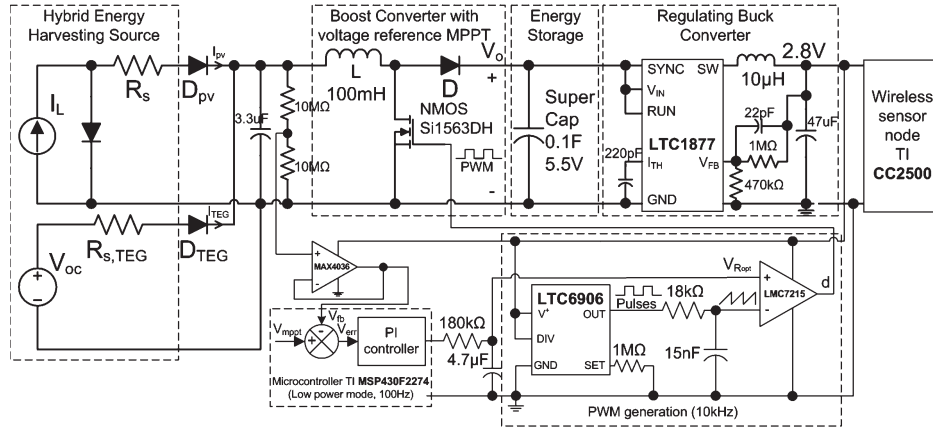 Hybrid Energy
Harvesting Source
Boost Converter with
voltage reference MPPT
Energy
Storage
Regulating Buck
Converter
I_L
R_s
D_pv
I_pv
3.3uF
10MΩ
10MΩ
L
100mH
D
V_o
+
-
NMOS
Si1563DH
PWM
Super
Cap
0.1F
5.5V
SYNC
SW
V_IN
RUN
LTC1877
I_TH
V_FB
GND
220pF
10µH
2.8V
22pF
1MΩ
470kΩ
47uF
Wireless
sensor
node
TI
CC2500
V_oc
+
−
R_s,TEG
D_TEG
I_TEG
+
-
MAX4036
V_mppt
+
-
V_fb
V_err
PI
controller
Microcontroller TI MSP430F2274
(Low power mode, 100Hz)
180kΩ
4.7µF
LTC6906
V+
OUT
DIV
GND
SET
Pulses
18kΩ
1MΩ
15nF
V_Ropt
+
-
LMC7215
d
PWM generation (10kHz)